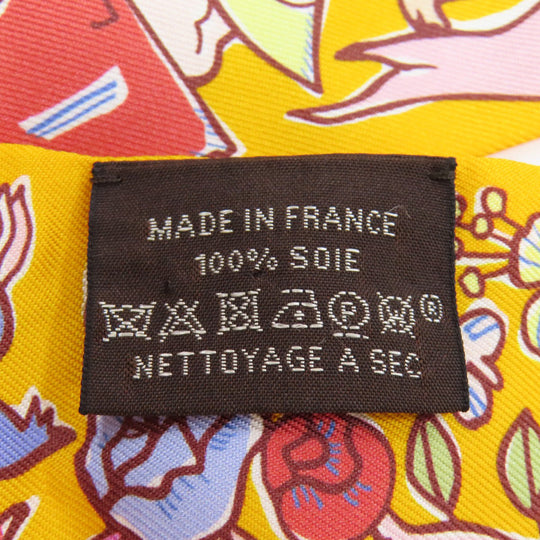 MADE IN FRANCE
100% SOIE
P ®
NETTOYAGE A SEC